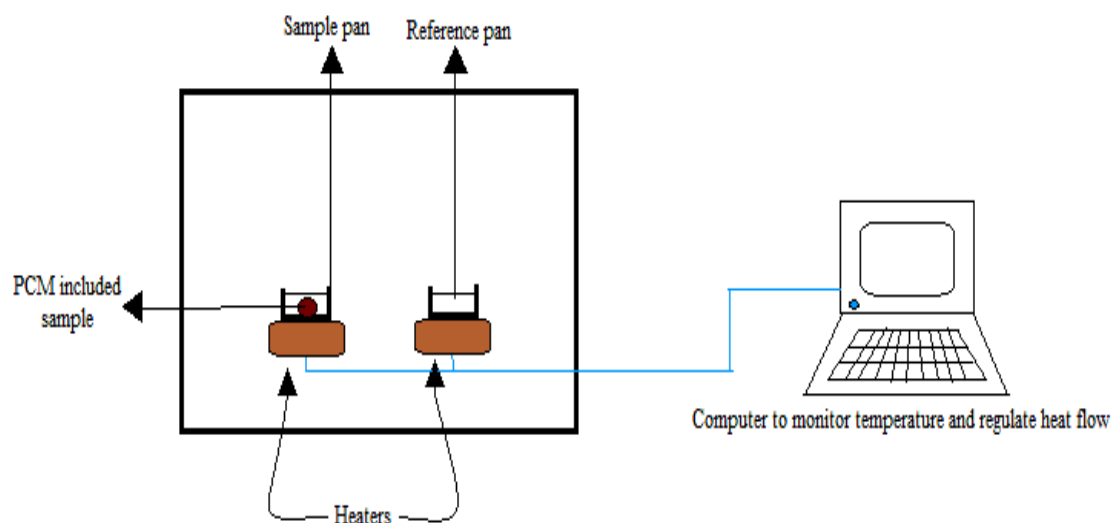 Sample pan
Reference pan
PCM included
sample
Computer to monitor temperature and regulate heat flow
Heaters